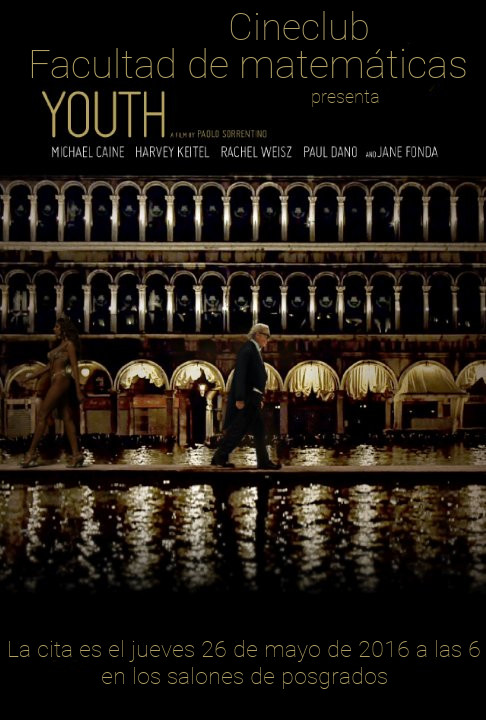 Cineclub
Facultad de matemáticas
presenta
YOUTH A FILM BY PAOLO SORRENTINO
MICHAEL CAINE HARVEY KEITEL RACHEL WEISZ PAUL DANO AND JANE FONDA
La cita es el jueves 26 de mayo de 2016 a las 6
en los salones de posgrados